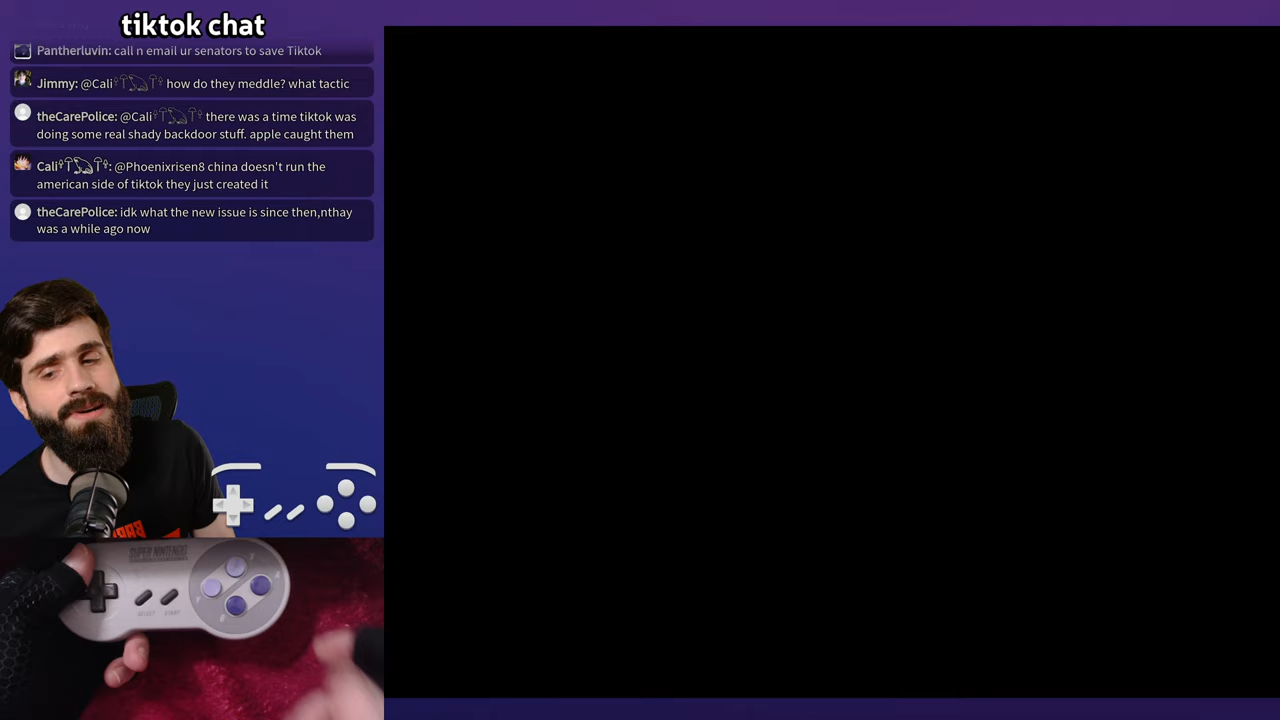 tiktok chat
Pantherluvin: call n email ur senators to save Tiktok
Jimmy: @Cali𓋹𓍊𓃠𓍊𓋹 how do they meddle? what tactic
theCarePolice: @Cali there was a time tiktok was
doing some real shady backdoor stuff. apple caught them
Cali: @Phoenixrisen8 china doesn't run the
american side of tiktok they just created it
theCarePolice: idk what the new issue is since then,nthay
was a while ago now
SUPER NINTENDO
SELECT START